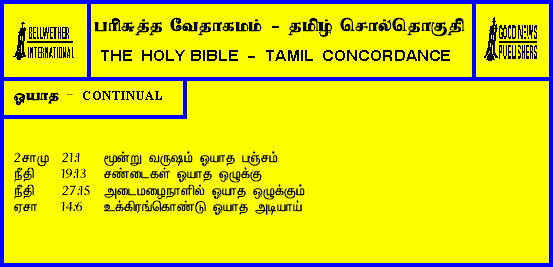 BELLWETHER
INTERNATIONAL
பரிசுத்த வேதாகமம் - தமிழ் சொல்தொகுதி
THE HOLY BIBLE - TAMIL CONCORDANCE
GOOD NEWS
PUBLISHERS
ஓயாத - CONTINUAL
2சாமு 21:1 மூன்று வருஷம் ஓயாத பஞ்சம்
நீதி 19:13 சண்டைகள் ஓயாத ஒழுக்கு
நீதி 27:15 அடைமழைநாளில் ஓயாத ஒழுக்கும்
ஏசா 14:6 உக்கிரங்கொண்டு ஓயாத அடியாய்